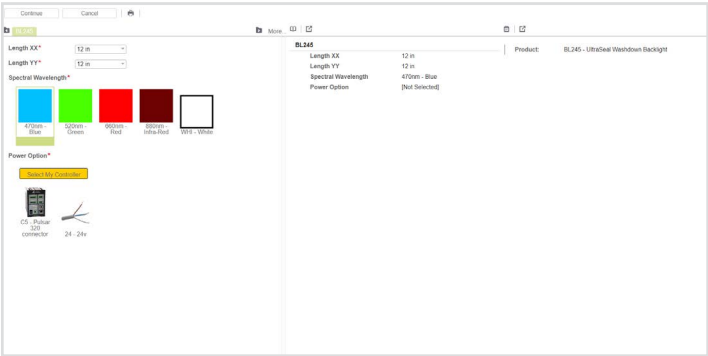 Continue Cancel
BL245 More...
Length XX* 12 in
Length YY* 12 in
Spectral Wavelength*
470nm - Blue
520nm - Green
660nm - Red
880nm - Infra-Red
WHI - White
Power Option*
Select My Controller
CS - Pulsar 320 connector
24 - 24v
BL245
Length XX 12 in
Length YY 12 in
Spectral Wavelength 470nm - Blue
Power Option [Not Selected]
Product: BL245 - UltraSeal Washdown Backlight